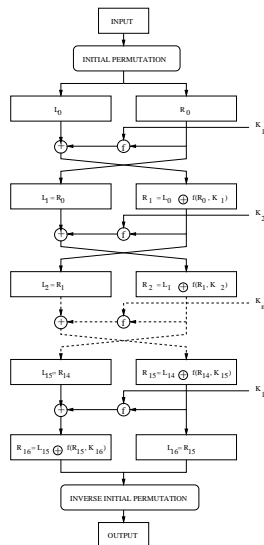 INPUT
INITIAL PERMUTATION
L0 R0
K1
+ f
L1=R0 R1=L0 ⊕ f(R0, K1)
K2
+ f
L2=R1 R2=L1 ⊕ f(R1, K2)
+ f
L15=R14 R15=L14 ⊕ f(R14, K15)
+ f
R16=L15 ⊕ f(R15, K16) L16=R15
INVERSE INITIAL PERMUTATION
OUTPUT